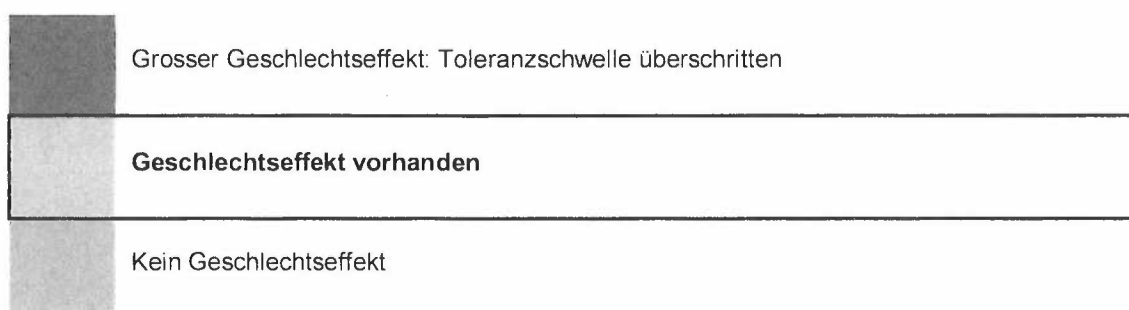 Grosser Geschlechtseffekt: Toleranzschwelle überschritten
Geschlechtseffekt vorhanden
Kein Geschlechtseffekt